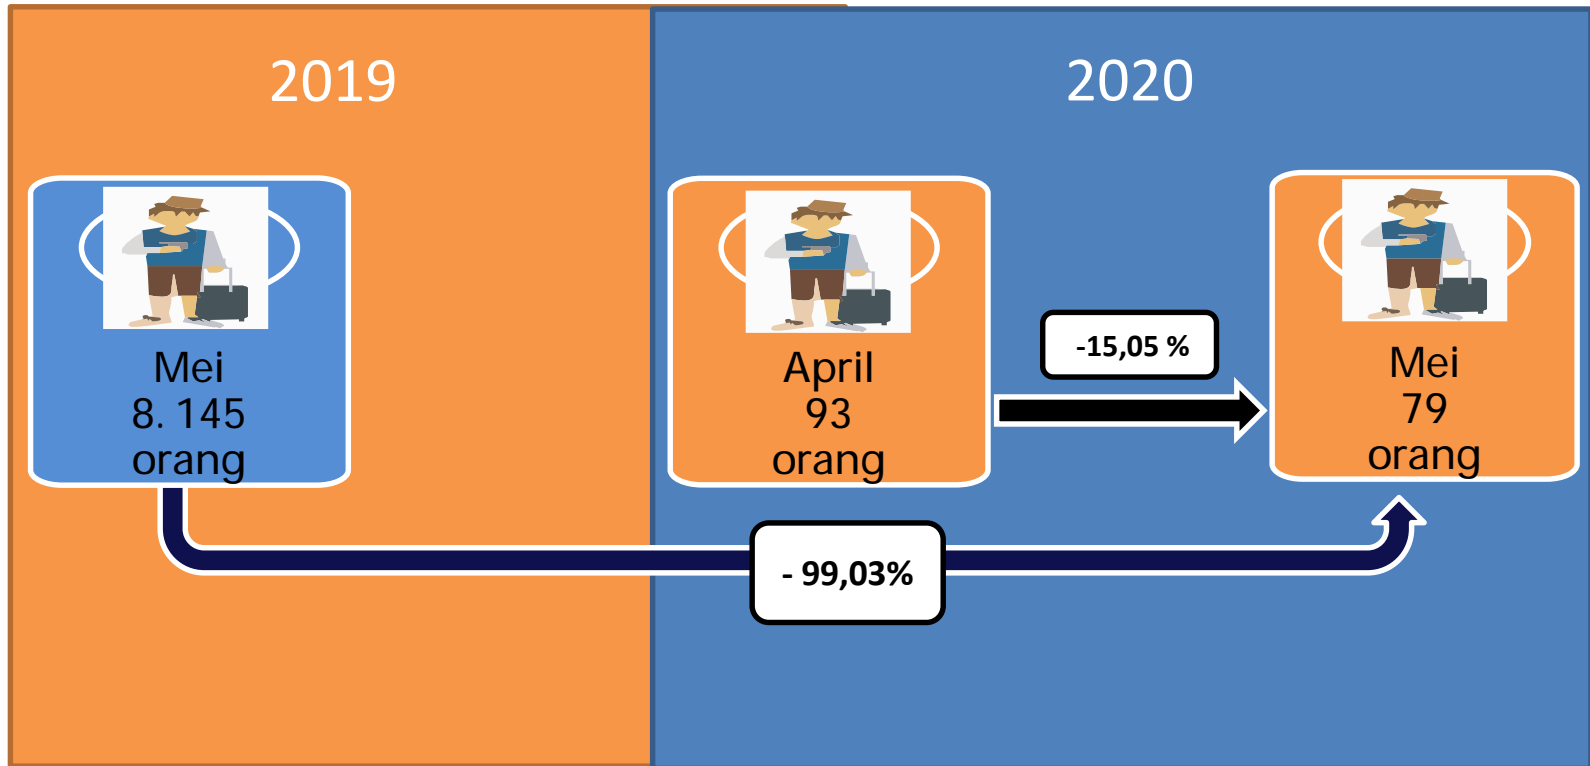 2019
2020
Mei
8. 145
orang
April
93
orang
-15,05 %
Mei
79
orang
- 99,03%